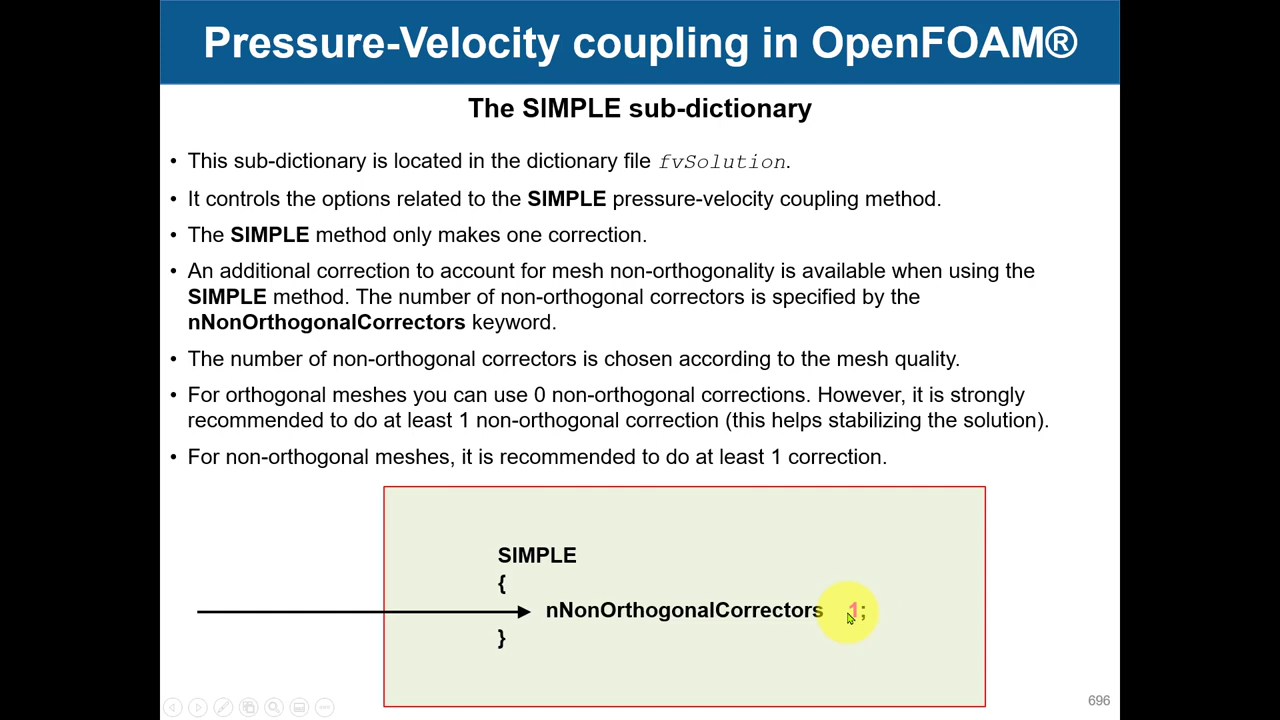 Pressure-Velocity coupling in OpenFOAM®
The SIMPLE sub-dictionary
• This sub-dictionary is located in the dictionary file fvSolution.
• It controls the options related to the SIMPLE pressure-velocity coupling method.
• The SIMPLE method only makes one correction.
• An additional correction to account for mesh non-orthogonality is available when using the
SIMPLE method. The number of non-orthogonal correctors is specified by the
nNonOrthogonalCorrectors keyword.
• The number of non-orthogonal correctors is chosen according to the mesh quality.
• For orthogonal meshes you can use 0 non-orthogonal corrections. However, it is strongly
recommended to do at least 1 non-orthogonal correction (this helps stabilizing the solution).
• For non-orthogonal meshes, it is recommended to do at least 1 correction.
SIMPLE
{
nNonOrthogonalCorrectors 1;
}
696